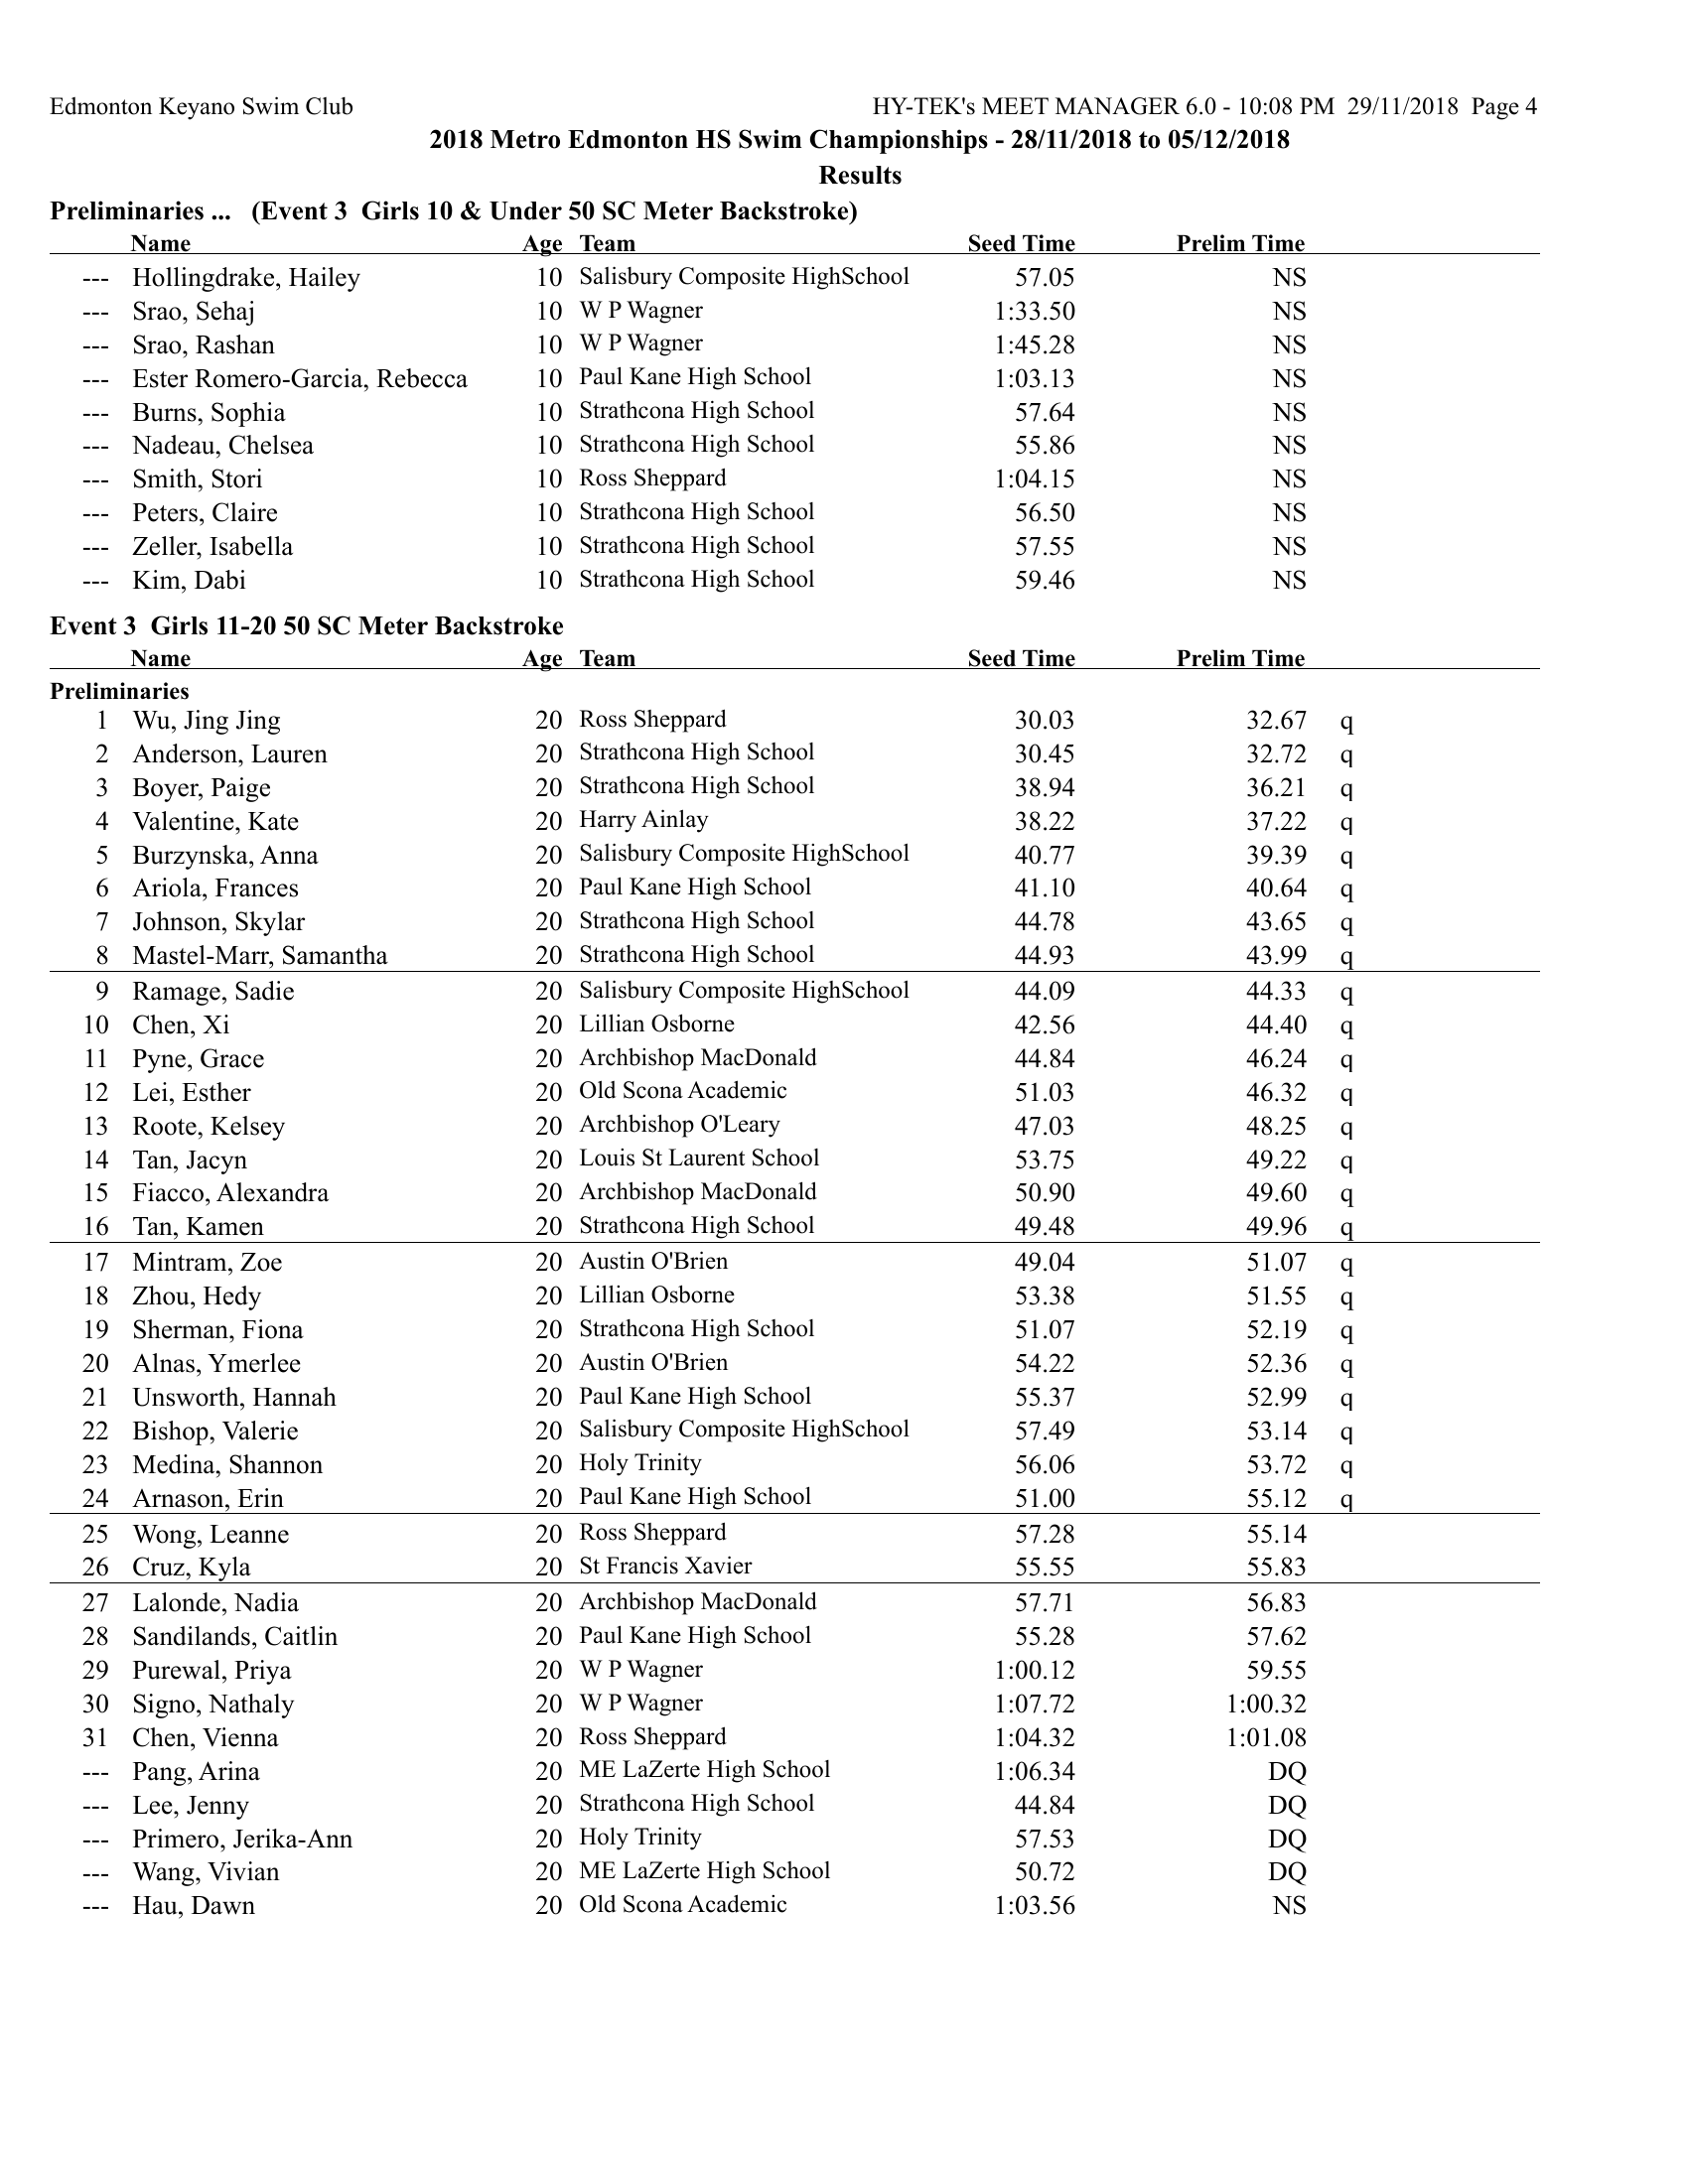 Edmonton Keyano Swim Club HY-TEK's MEET MANAGER 6.0 - 10:08 PM 29/11/2018 Page 4
2018 Metro Edmonton HS Swim Championships - 28/11/2018 to 05/12/2018
Results
Preliminaries ... (Event 3 Girls 10 & Under 50 SC Meter Backstroke)
Name Age Team Seed Time Prelim Time
--- Hollingdrake, Hailey 10 Salisbury Composite HighSchool 57.05 NS
--- Srao, Sehaj 10 W P Wagner 1:33.50 NS
--- Srao, Rashan 10 W P Wagner 1:45.28 NS
--- Ester Romero-Garcia, Rebecca 10 Paul Kane High School 1:03.13 NS
--- Burns, Sophia 10 Strathcona High School 57.64 NS
--- Nadeau, Chelsea 10 Strathcona High School 55.86 NS
--- Smith, Stori 10 Ross Sheppard 1:04.15 NS
--- Peters, Claire 10 Strathcona High School 56.50 NS
--- Zeller, Isabella 10 Strathcona High School 57.55 NS
--- Kim, Dabi 10 Strathcona High School 59.46 NS
Event 3 Girls 11-20 50 SC Meter Backstroke
Name Age Team Seed Time Prelim Time
Preliminaries
1 Wu, Jing Jing 20 Ross Sheppard 30.03 32.67 q
2 Anderson, Lauren 20 Strathcona High School 30.45 32.72 q
3 Boyer, Paige 20 Strathcona High School 38.94 36.21 q
4 Valentine, Kate 20 Harry Ainlay 38.22 37.22 q
5 Burzynska, Anna 20 Salisbury Composite HighSchool 40.77 39.39 q
6 Ariola, Frances 20 Paul Kane High School 41.10 40.64 q
7 Johnson, Skylar 20 Strathcona High School 44.78 43.65 q
8 Mastel-Marr, Samantha 20 Strathcona High School 44.93 43.99 q
9 Ramage, Sadie 20 Salisbury Composite HighSchool 44.09 44.33 q
10 Chen, Xi 20 Lillian Osborne 42.56 44.40 q
11 Pyne, Grace 20 Archbishop MacDonald 44.84 46.24 q
12 Lei, Esther 20 Old Scona Academic 51.03 46.32 q
13 Roote, Kelsey 20 Archbishop O'Leary 47.03 48.25 q
14 Tan, Jacyn 20 Louis St Laurent School 53.75 49.22 q
15 Fiacco, Alexandra 20 Archbishop MacDonald 50.90 49.60 q
16 Tan, Kamen 20 Strathcona High School 49.48 49.96 q
17 Mintram, Zoe 20 Austin O'Brien 49.04 51.07 q
18 Zhou, Hedy 20 Lillian Osborne 53.38 51.55 q
19 Sherman, Fiona 20 Strathcona High School 51.07 52.19 q
20 Alnas, Ymerlee 20 Austin O'Brien 54.22 52.36 q
21 Unsworth, Hannah 20 Paul Kane High School 55.37 52.99 q
22 Bishop, Valerie 20 Salisbury Composite HighSchool 57.49 53.14 q
23 Medina, Shannon 20 Holy Trinity 56.06 53.72 q
24 Arnason, Erin 20 Paul Kane High School 51.00 55.12 q
25 Wong, Leanne 20 Ross Sheppard 57.28 55.14
26 Cruz, Kyla 20 St Francis Xavier 55.55 55.83
27 Lalonde, Nadia 20 Archbishop MacDonald 57.71 56.83
28 Sandilands, Caitlin 20 Paul Kane High School 55.28 57.62
29 Purewal, Priya 20 W P Wagner 1:00.12 59.55
30 Signo, Nathaly 20 W P Wagner 1:07.72 1:00.32
31 Chen, Vienna 20 Ross Sheppard 1:04.32 1:01.08
--- Pang, Arina 20 ME LaZerte High School 1:06.34 DQ
--- Lee, Jenny 20 Strathcona High School 44.84 DQ
--- Primero, Jerika-Ann 20 Holy Trinity 57.53 DQ
--- Wang, Vivian 20 ME LaZerte High School 50.72 DQ
--- Hau, Dawn 20 Old Scona Academic 1:03.56 NS